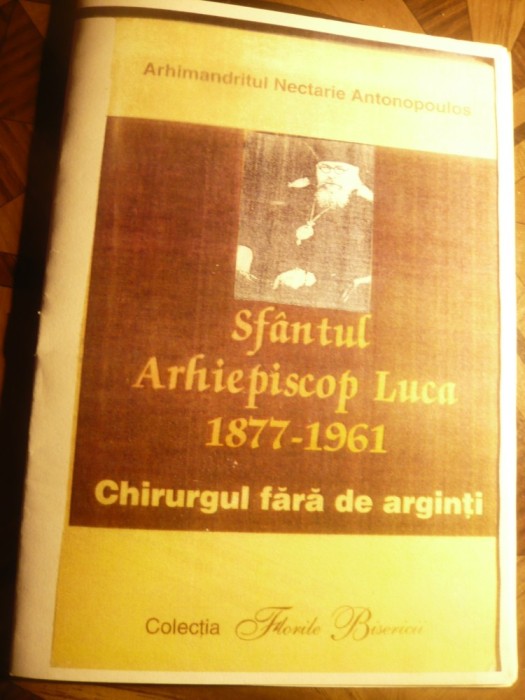 Arhimandritul Nectarie Antonopoulos
Sfântul
Arhiepiscop Luca
1877-1961
Chirurgul fără de arginți
Colecția Florile Bisericii